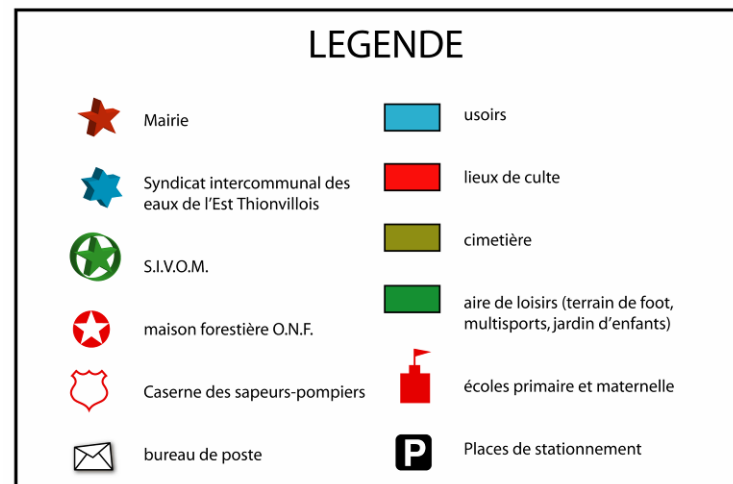 LEGENDE
Mairie
Syndicat intercommunal des
eaux de l'Est Thionvillois
S.I.V.O.M.
maison forestière O.N.F.
Caserne des sapeurs-pompiers
bureau de poste
usoirs
lieux de culte
cimetière
aire de loisirs (terrain de foot,
multisports, jardin d'enfants)
écoles primaire et maternelle
P
Places de stationnement